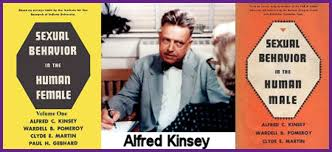 SEXUAL
BEHAVIOR
IN THE
HUMAN
FEMALE
Volume One
ALFRED C. KINSEY
WARDELL B. POMEROY
CLYDE E. MARTIN
PAUL H. GEBHARD
Alfred Kinsey
SEXUAL
BEHAVIOR
IN THE
HUMAN
MALE
ALFRED C. KINSEY
WARDELL B. POMEROY
CLYDE E. MARTIN